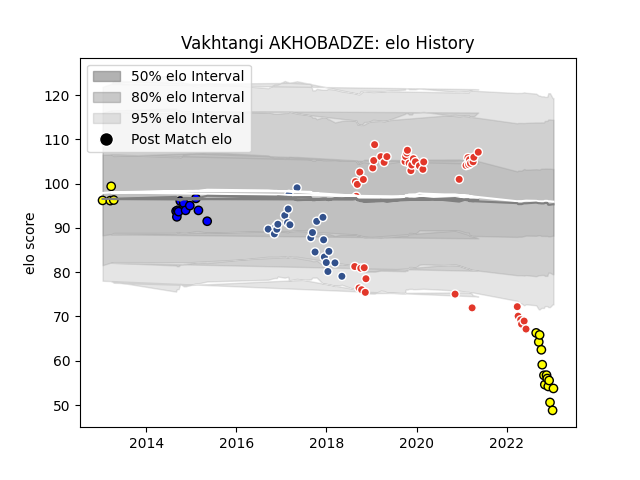 Vakhtangi AKHOBADZE: elo History
50% elo Interval
80% elo Interval
95% elo Interval
Post Match elo
elo score
120
110
100
90
80
70
60
50
2014 2016 2018 2020 2022